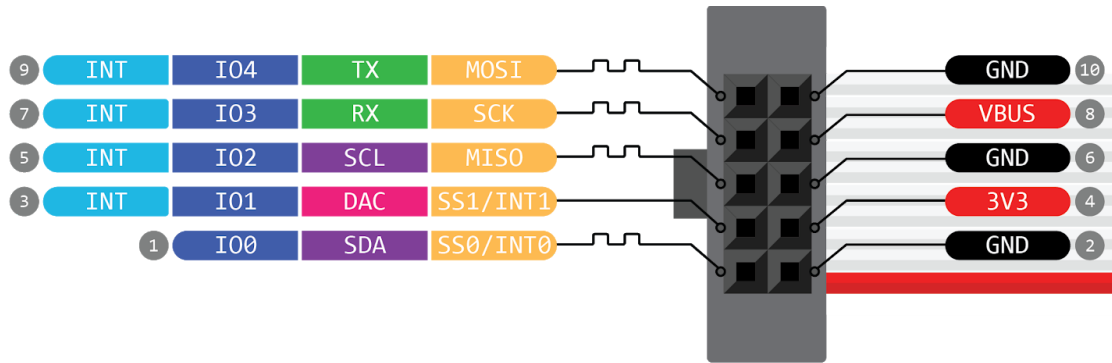 9 INT IO4 TX MOSI GND 10
7 INT IO3 RX SCK VBUS 8
5 INT IO2 SCL MISO GND 6
3 INT IO1 DAC SS1/INT1 3V3 4
1 IO0 SDA SS0/INT0 GND 2